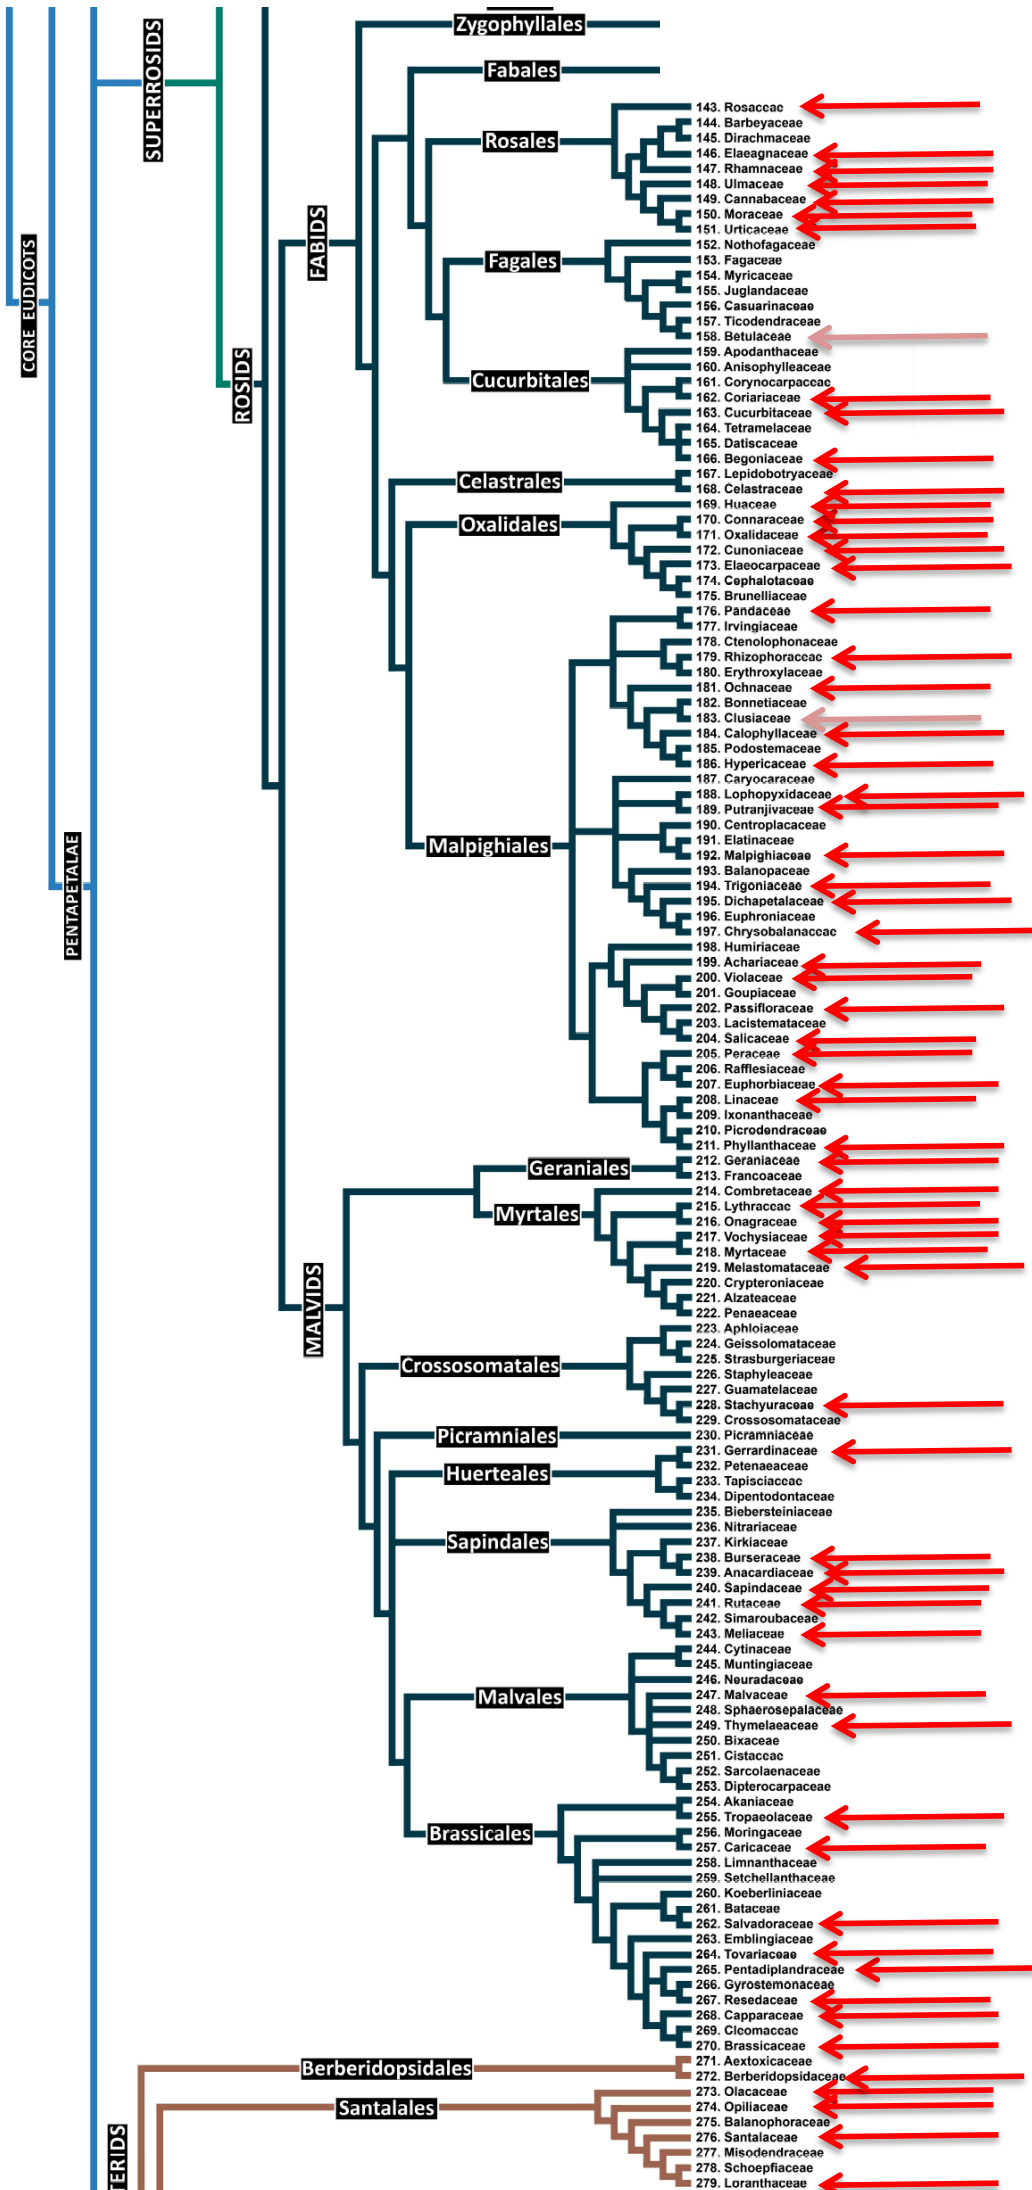 Zygophyllales
Fabales
SUPERROSIDS
143. Rosaceae
144. Barbeyaceae
145. Dirachmaceae
Rosales
146. Elaeagnaceae
147. Rhamnaceae
148. Ulmaceae
149. Cannabaceae
150. Moraceae
151. Urticaceae
FABIDS
152. Nothofagaceae
Fagales
153. Fagaceae
154. Myricaceae
155. Juglandaceae
CORE EUDICOTS
156. Casuarinaceae
157. Ticodendraceae
158. Betulaceae
159. Apodanthaceae
160. Anisophylleaceae
Cucurbitales
161. Corynocarpaceae
ROSIDS
162. Coriariaceae
163. Cucurbitaceae
164. Tetramelaceae
165. Datiscaceae
166. Begoniaceae
167. Lepidobotryaceae
Celastrales
168. Celastraceae
169. Huaceae
Oxalidales
170. Connaraceae
171. Oxalidaceae
172. Cunoniaceae
173. Elaeocarpaceae
174. Cephalotaceae
175. Brunelliaceae
176. Pandaceae
177. Irvingiaceae
178. Ctenolophonaceae
179. Rhizophoraceae
180. Erythroxylaceae
181. Ochnaceae
182. Bonnetiaceae
183. Clusiaceae
184. Calophyllaceae
185. Podostemaceae
186. Hypericaceae
187. Caryocaraceae
188. Lophopyxidaceae
189. Putranjivaceae
190. Centroplacaceae
191. Elatinaceae
Malpighiales
192. Malpighiaceae
193. Balanopaceae
194. Trigoniaceae
PENTAPETALAE
195. Dichapetalaceae
196. Euphroniaceae
197. Chrysobalanaceae
198. Humiriaceae
199. Achariaceae
200. Violaceae
201. Goupiaceae
202. Passifloraceae
203. Lacistemataceae
204. Salicaceae
205. Peraceae
206. Rafflesiaceae
207. Euphorbiaceae
208. Linaceae
209. Ixonanthaceae
210. Picrodendraceae
211. Phyllanthaceae
212. Geraniaceae
Geraniales
213. Francoaceae
214. Combretaceae
215. Lythraceae
Myrtales
216. Onagraceae
217. Vochysiaceae
218. Myrtaceae
219. Melastomataceae
220. Crypteroniaceae
221. Alzateaceae
MALVIDS
222. Penaeaceae
223. Aphloiaceae
224. Geissolomataceae
225. Strasburgeriaceae
Crossosomatales
226. Staphyleaceae
227. Guamatelaceae
228. Stachyuraceae
229. Crossosomataceae
Picramniales
230. Picramniaceae
231. Gerrardinaceae
232. Petenaeaceae
Huerteales
233. Tapisciaceae
234. Dipentodontaceae
235. Biebersteiniaceae
236. Nitrariaceae
Sapindales
237. Kirkiaceae
238. Burseraceae
239. Anacardiaceae
240. Sapindaceae
241. Rutaceae
242. Simaroubaceae
243. Meliaceae
244. Cytinaceae
245. Muntingiaceae
246. Neuradaceae
Malvales
247. Malvaceae
248. Sphaerosepalaceae
249. Thymelaeaceae
250. Bixaceae
251. Cistaceae
252. Sarcolaenaceae
253. Dipterocarpaceae
254. Akaniaceae
255. Tropaeolaceae
Brassicales
256. Moringaceae
257. Caricaceae
258. Limnanthaceae
259. Setchellanthaceae
260. Koeberliniaceae
261. Bataceae
262. Salvadoraceae
263. Emblingiaceae
264. Tovariaceae
265. Pentadiplandraceae
266. Gyrostemonaceae
267. Resedaceae
268. Capparaceae
269. Cleomaceae
270. Brassicaceae
271. Aextoxicaceae
Berberidopsidales
272. Berberidopsidaceae
273. Olacaceae
Santalales
274. Opiliaceae
275. Balanophoraceae
276. Santalaceae
277. Misodendraceae
278. Schoepfiaceae
279. Loranthaceae
TERIDS